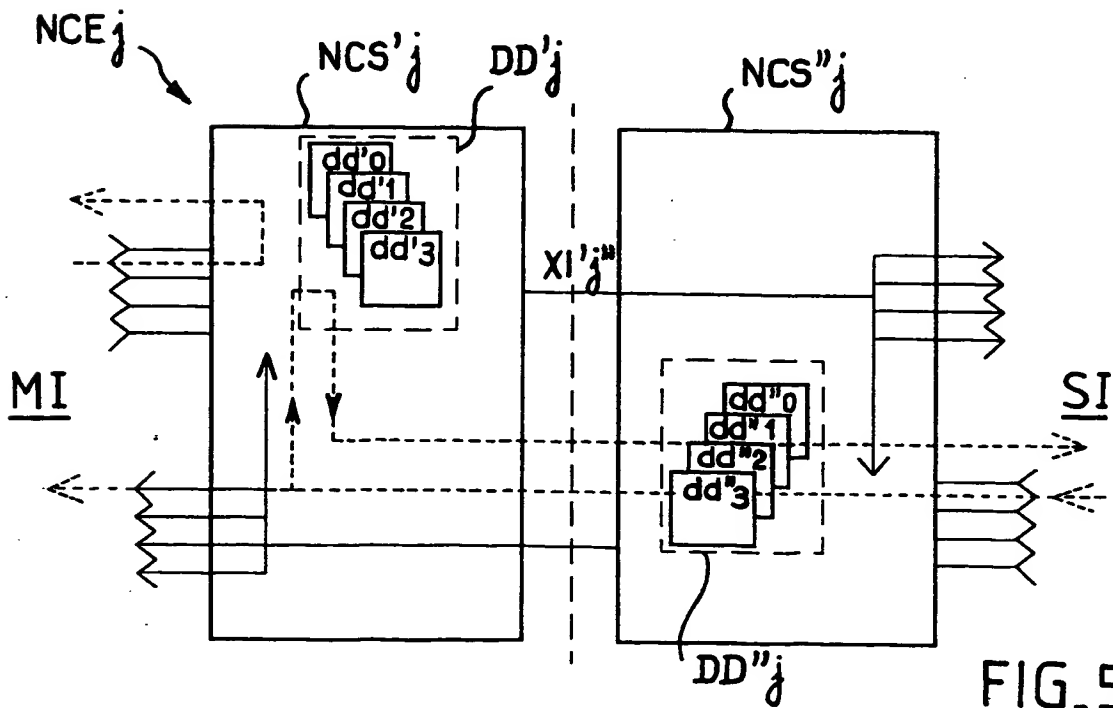 NCEj
NCS'j
DD'j
NCS"j
dd'0
dd'1
dd'2
dd'3
XI'j"
MI
SI
dd"0
dd"1
dd"2
dd"3
DD"j
FIG.5